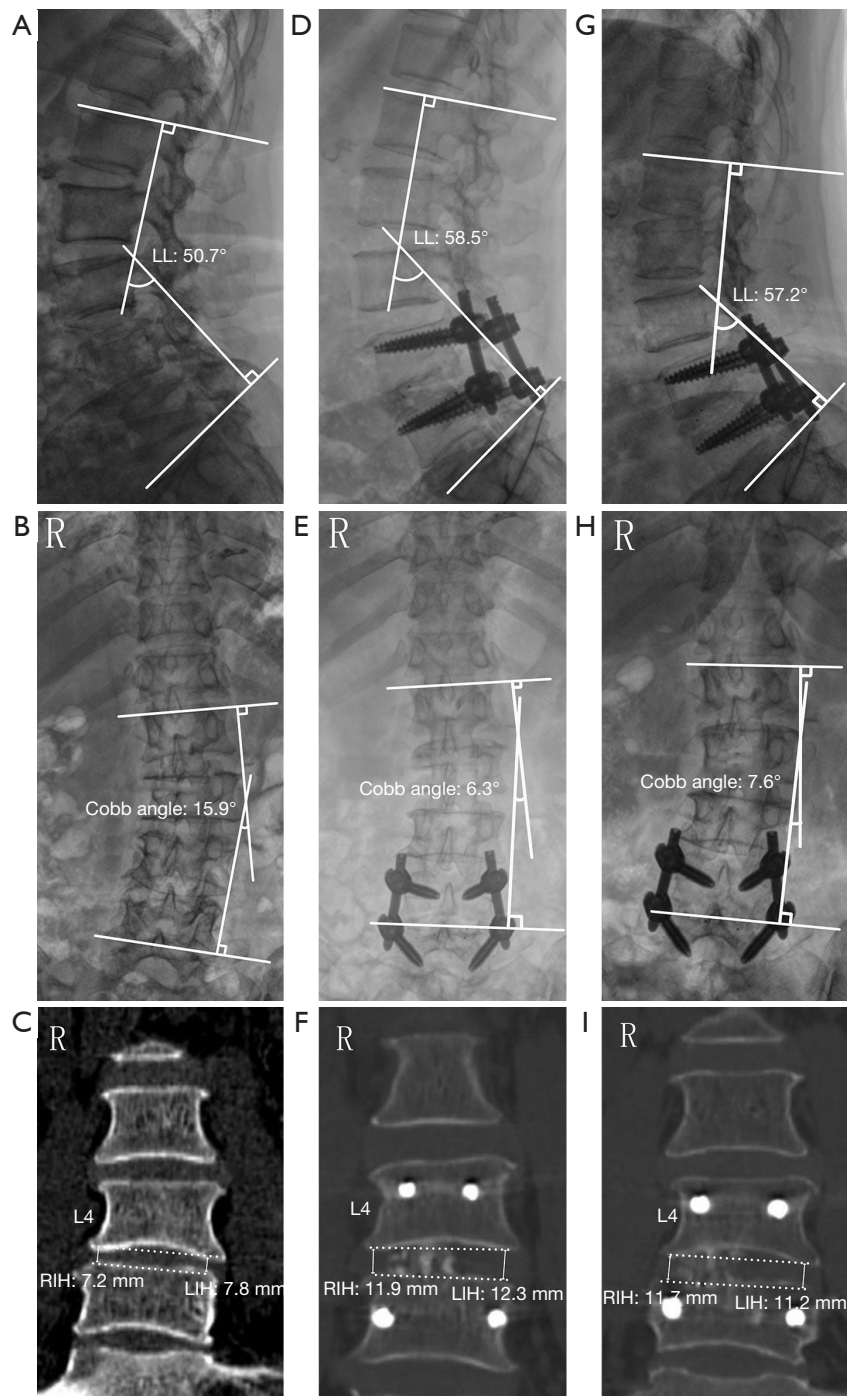 A
D
G
LL: 50.7°
LL: 58.5°
LL: 57.2°
B
R
E
R
H
R
Cobb angle: 15.9°
Cobb angle: 6.3°
Cobb angle: 7.6°
C
R
F
R
I
R
L4
L4
L4
RIH: 7.2 mm
LIH: 7.8 mm
RIH: 11.9 mm
LIH: 12.3 mm
RIH: 11.7 mm
LIH: 11.2 mm